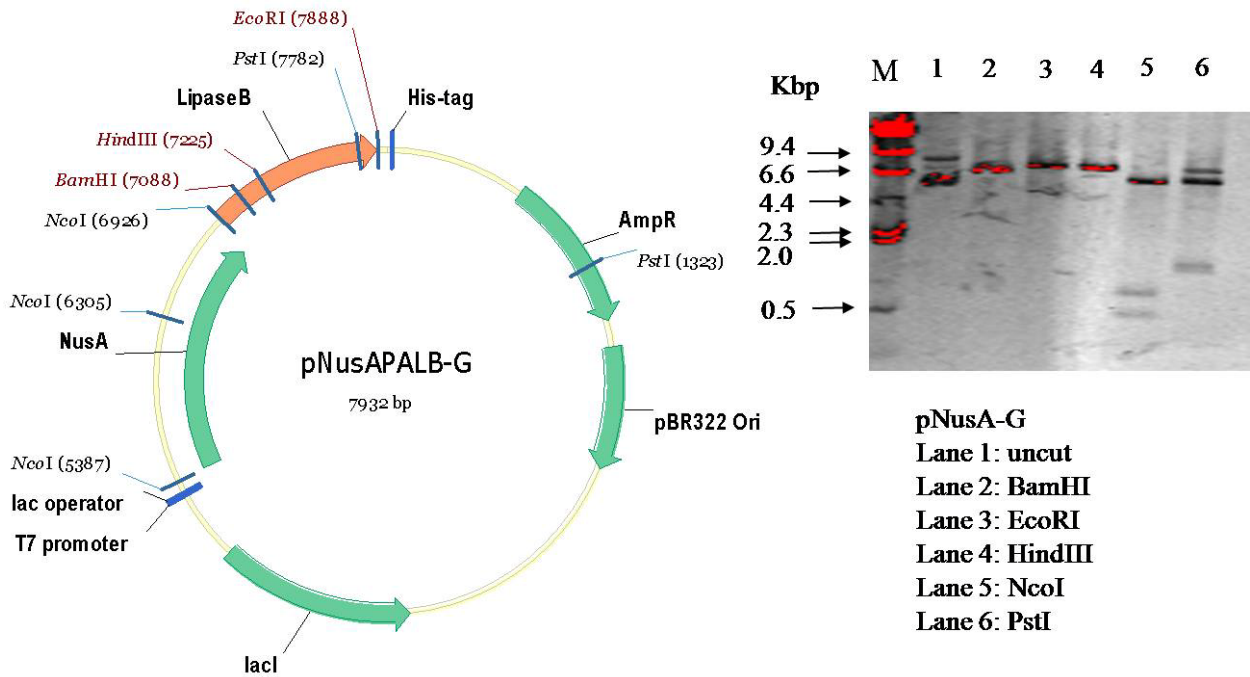 EcoRI (7888)
PstI (7782)
LipaseB
His-tag
HindIII (7225)
BamHI (7088)
NcoI (6926)
AmpR
PstI (1323)
NcoI (6305)
NusA
pNusAPALB-G
7932 bp
pBR322 Ori
NcoI (5387)
lac operator
T7 promoter
lacI
Kbp
M 1 2 3 4 5 6
9.4
6.6
4.4
2.3
2.0
0.5
pNusA-G
Lane 1: uncut
Lane 2: BamHI
Lane 3: EcoRI
Lane 4: HindIII
Lane 5: NcoI
Lane 6: PstI